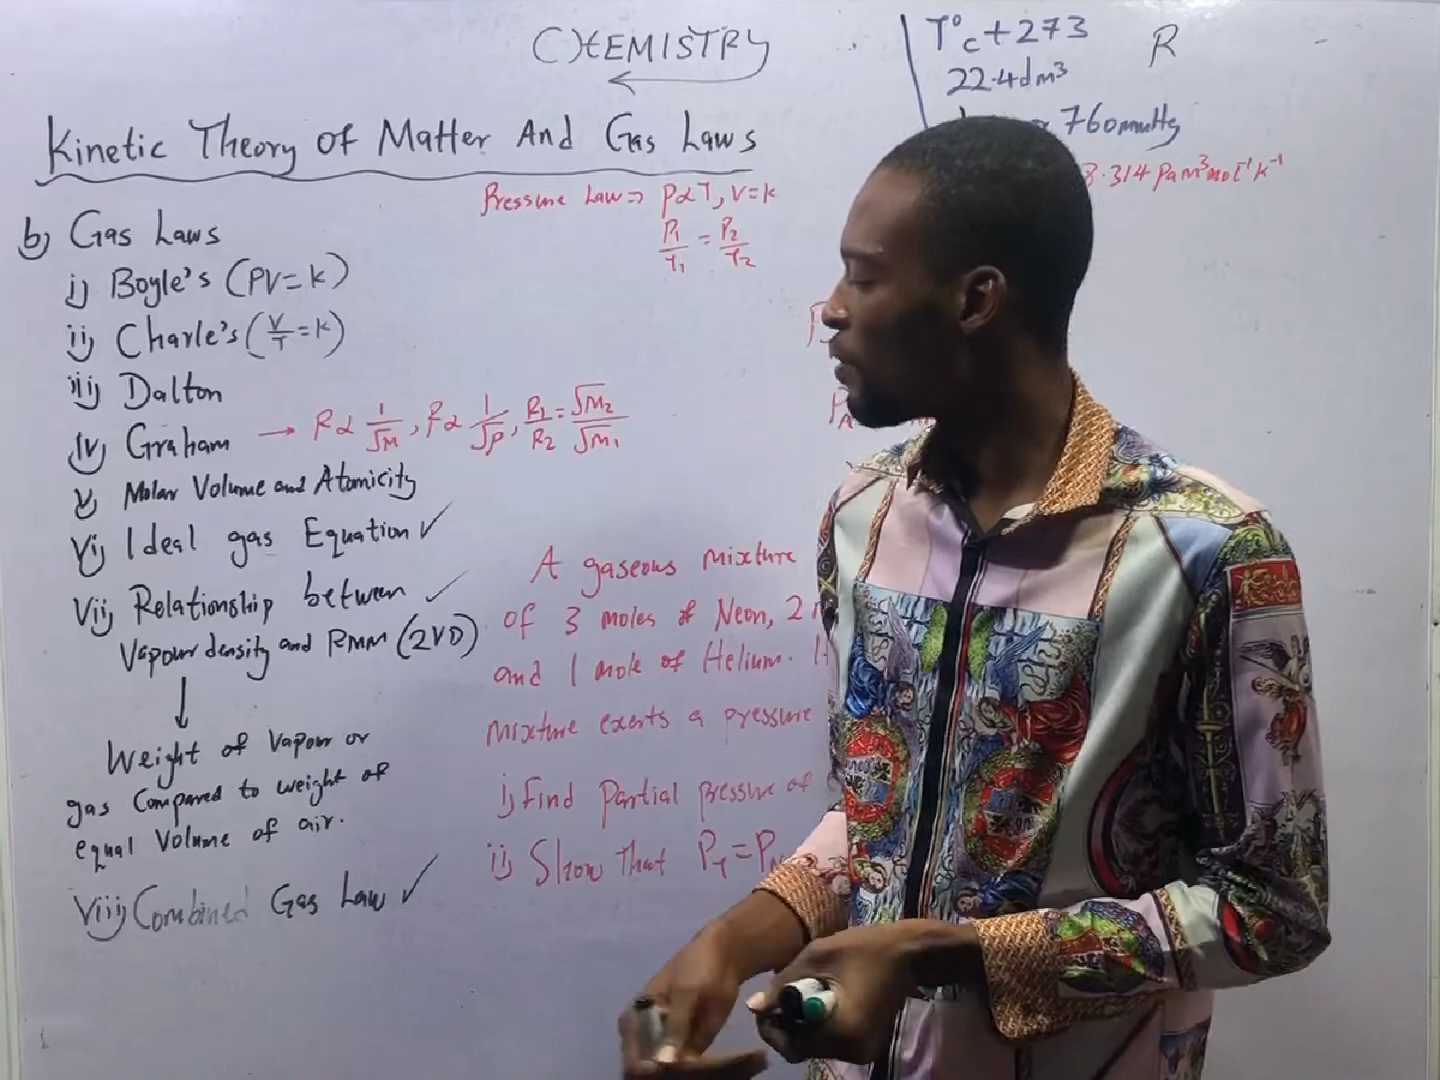 CHEMISTRY
T°c+273
R
22.4dm³
760mmHg
8.314 Pam³mol⁻¹k⁻¹
Kinetic Theory Of Matter And Gas Laws
Pressure Law => P∝T, V=k
P₁/T₁ = P₂/T₂
b) Gas Laws
i) Boyle's (PV=k)
ii) Charle's (V/T=k)
iii) Dalton
iv) Graham → R∝ 1/√M, R∝ 1/√ρ, R₁/R₂ = √M₂/√M₁
v) Molar Volume and Atomicity
vi) Ideal gas Equation ✓
vii) Relationship between ✓
Vapour density and RMM (2VD)
↓
Weight of Vapour or
gas Compared to weight of
equal Volume of air.
viii) Combined Gas Law ✓
A gaseous mixture
of 3 moles of Neon, 2
and 1 mole of Helium.
mixture exerts a pressure
i) Find Partial Pressure of
ii) Show That P_T = P